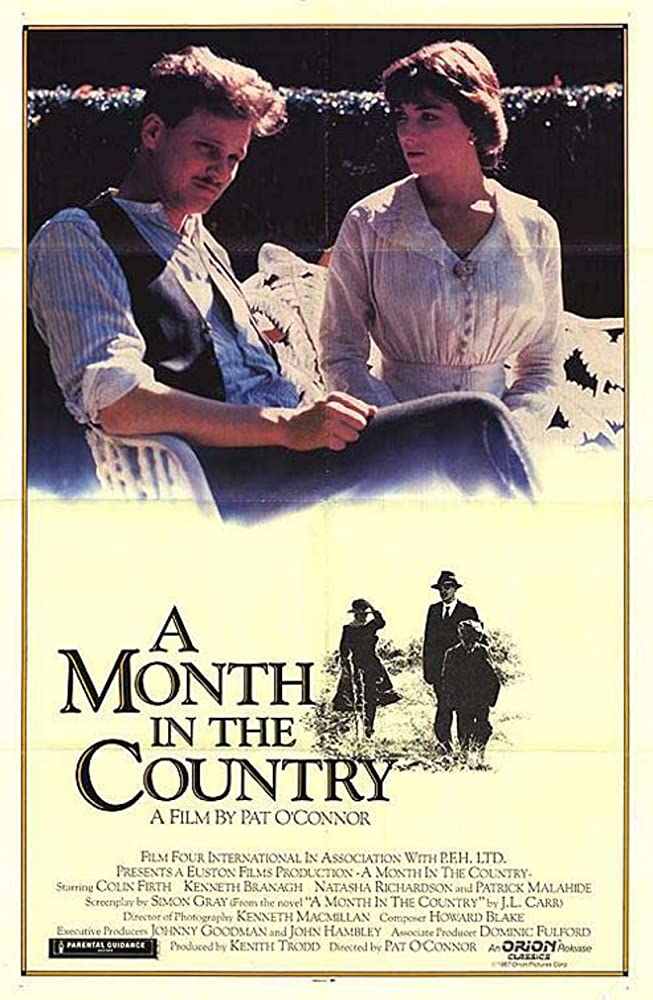 A
MONTH
IN THE
COUNTRY
A FILM BY PAT O'CONNOR
FILM FOUR INTERNATIONAL IN ASSOCIATION WITH P.F.H. LTD.
PRESENTS A EUSTON FILMS PRODUCTION - A MONTH IN THE COUNTRY-
Starring COLIN FIRTH KENNETH BRANAGH NATASHA RICHARDSON and PATRICK MALAHIDE
Screenplay by SIMON GRAY (From the novel "A MONTH IN THE COUNTRY" by J.L. CARR)
Director of Photography KENNETH MACMILLAN Composer HOWARD BLAKE
Executive Producers JOHNNY GOODMAN and JOHN HAMBLEY Associate Producer DOMINIC FULFORD
PARENTAL GUIDANCE
Produced by KENITH TRODD Directed by PAT O'CONNOR
An ORION Release
CLASSICS
©1987 Orion Pictures Corp